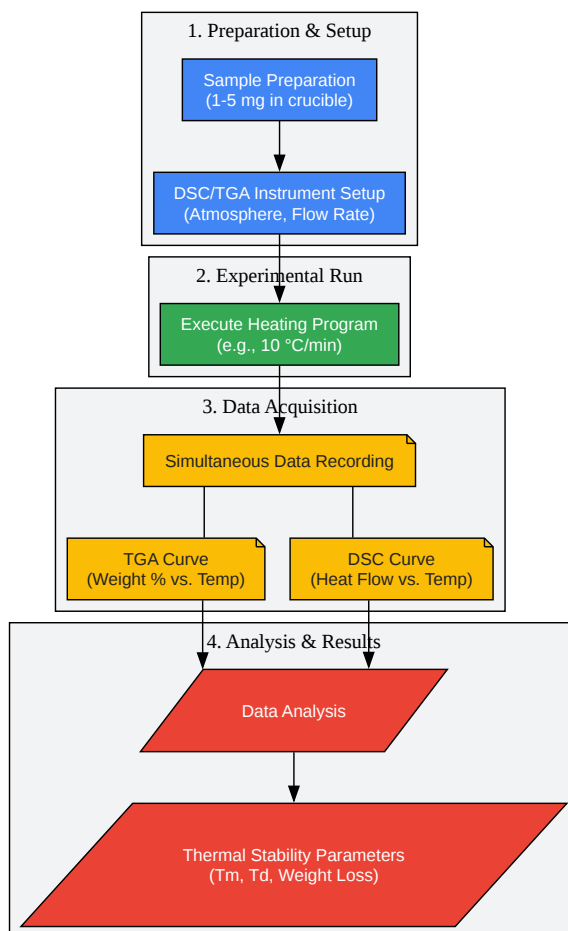 1. Preparation & Setup
Sample Preparation
(1-5 mg in crucible)
DSC/TGA Instrument Setup
(Atmosphere, Flow Rate)
2. Experimental Run
Execute Heating Program
(e.g., 10 °C/min)
3. Data Acquisition
Simultaneous Data Recording
TGA Curve
(Weight % vs. Temp)
DSC Curve
(Heat Flow vs. Temp)
4. Analysis & Results
Data Analysis
Thermal Stability Parameters
(Tm, Td, Weight Loss)